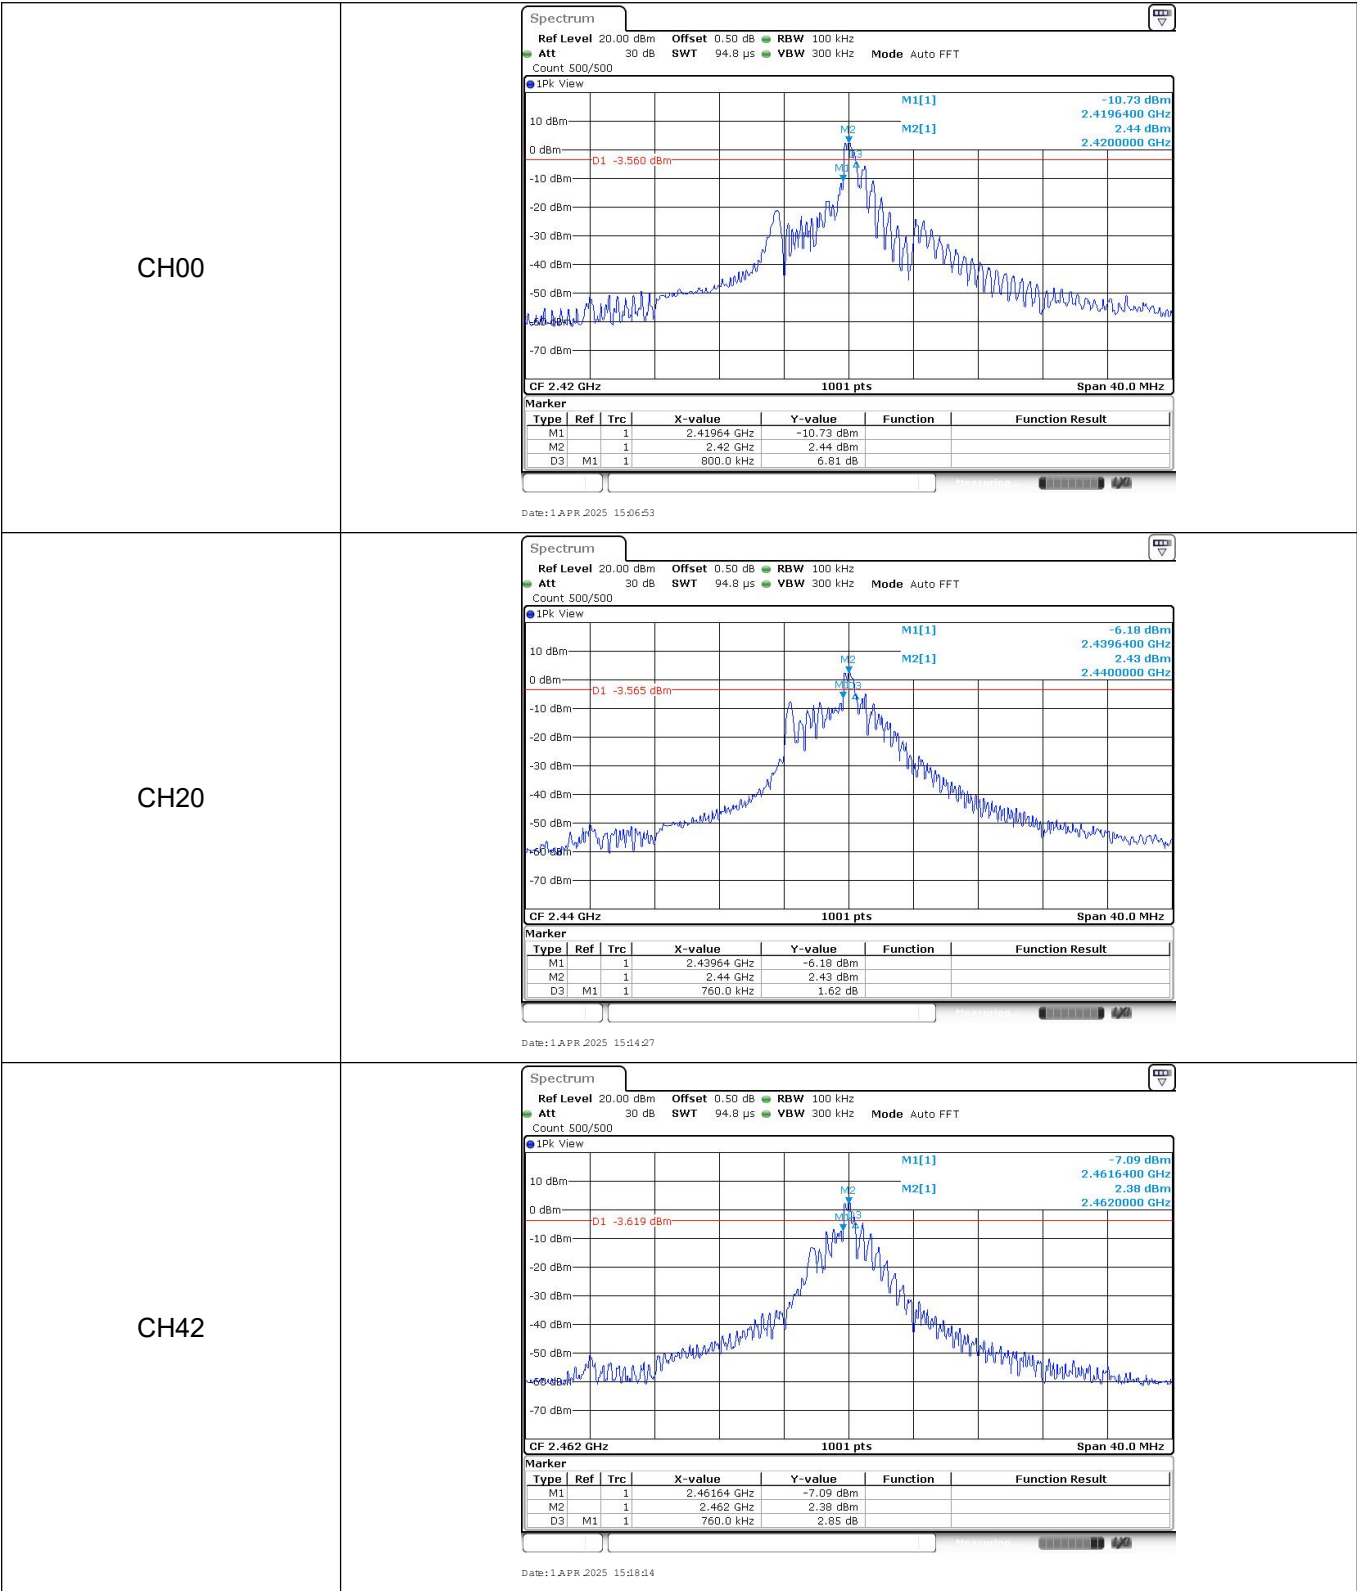 CH00
Spectrum
Ref Level 20.00 dBm Offset 0.50 dB RBW 100 kHz
Att 30 dB SWT 94.8 µs VBW 300 kHz Mode Auto FFT
Count 500/500
1Pk View
M1[1] -10.73 dBm
2.4196400 GHz
M2[1] 2.44 dBm
2.4200000 GHz
10 dBm
M2
0 dBm
D1 -3.560 dBm
M1
-10 dBm
-20 dBm
-30 dBm
-40 dBm
-50 dBm
-60 dBm
-70 dBm
CF 2.42 GHz 1001 pts Span 40.0 MHz
Marker
Type Ref Trc X-value Y-value Function Function Result
M1 1 2.41964 GHz -10.73 dBm
M2 1 2.42 GHz 2.44 dBm
D3 M1 1 800.0 kHz 6.81 dB
Measuring...
Date: 1.APR.2025 15:06:53
CH20
Spectrum
Ref Level 20.00 dBm Offset 0.50 dB RBW 100 kHz
Att 30 dB SWT 94.8 µs VBW 300 kHz Mode Auto FFT
Count 500/500
1Pk View
M1[1] -6.18 dBm
2.4396400 GHz
M2[1] 2.43 dBm
2.4400000 GHz
10 dBm
M2
0 dBm
D1 -3.565 dBm
-10 dBm
-20 dBm
-30 dBm
-40 dBm
-50 dBm
-60 dBm
-70 dBm
CF 2.44 GHz 1001 pts Span 40.0 MHz
Marker
Type Ref Trc X-value Y-value Function Function Result
M1 1 2.43964 GHz -6.18 dBm
M2 1 2.44 GHz 2.43 dBm
D3 M1 1 760.0 kHz 1.62 dB
Measuring...
Date: 1.APR.2025 15:14:27
CH42
Spectrum
Ref Level 20.00 dBm Offset 0.50 dB RBW 100 kHz
Att 30 dB SWT 94.8 µs VBW 300 kHz Mode Auto FFT
Count 500/500
1Pk View
M1[1] -7.09 dBm
2.4616400 GHz
M2[1] 2.38 dBm
2.4620000 GHz
10 dBm
M2
0 dBm
D1 -3.619 dBm
-10 dBm
-20 dBm
-30 dBm
-40 dBm
-50 dBm
-60 dBm
-70 dBm
CF 2.462 GHz 1001 pts Span 40.0 MHz
Marker
Type Ref Trc X-value Y-value Function Function Result
M1 1 2.46164 GHz -7.09 dBm
M2 1 2.462 GHz 2.38 dBm
D3 M1 1 760.0 kHz 2.85 dB
Measuring...
Date: 1.APR.2025 15:18:14